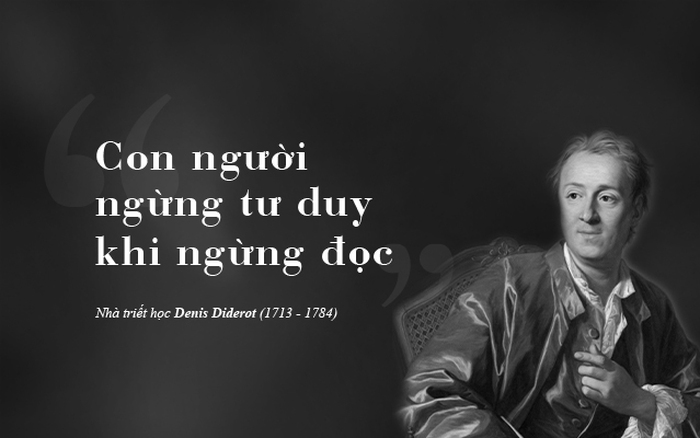 Con người
ngừng tư duy
khi ngừng đọc
Nhà triết học Denis Diderot (1713 - 1784)